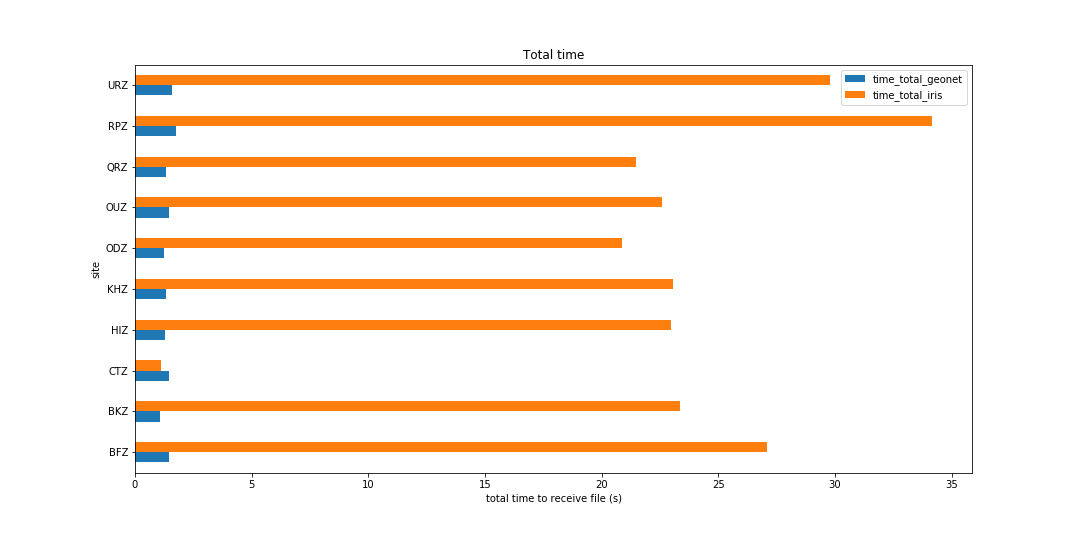 Total time
time_total_geonet
time_total_iris
site
URZ
RPZ
QRZ
OUZ
ODZ
KHZ
HIZ
CTZ
BKZ
BFZ
0 5 10 15 20 25 30 35
total time to receive file (s)